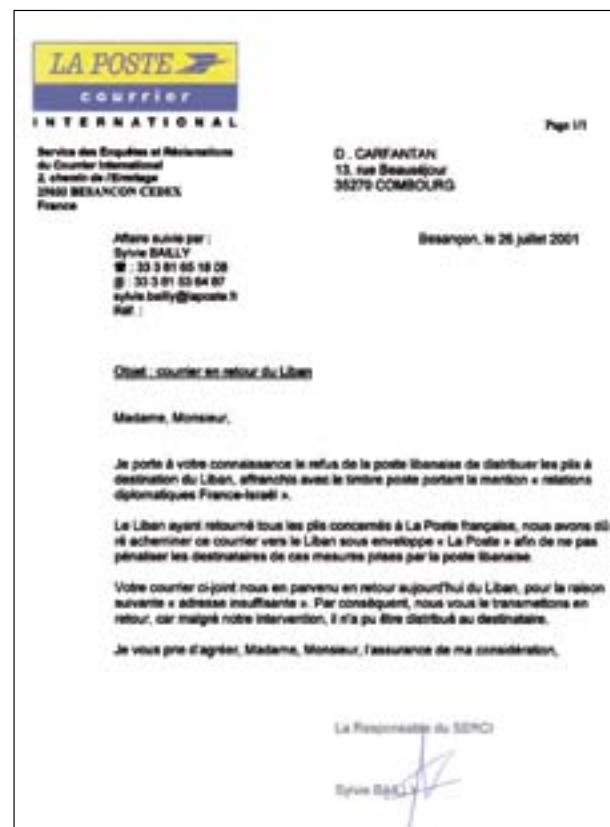 LA POSTE
courrier
INTERNATIONAL
Page 1/1
Service des Enquêtes et Réclamations
du Courrier International
2, chemin de l'Ermitage
25033 BESANCON CEDEX
France
D. CARFANTAN
13, rue Beauséjour
35270 COMBOURG
Affaire suivie par :
Sylvie BAILLY
☎ : 33 3 81 65 18 08
sylvie.bailly@laposte.fr
Réf. :
Besançon, le 26 juillet 2001
Objet : courrier en retour du Liban
Madame, Monsieur,
Je porte à votre connaissance le refus de la poste libanaise de distribuer les plis à
destination du Liban, affranchis avec le timbre poste portant la mention « relations
diplomatiques France-Israël ».
Le Liban ayant retourné tous les plis concernés à La Poste française, nous avons dû
ré acheminer ce courrier vers le Liban sous enveloppe « La Poste » afin de ne pas
pénaliser les destinataires de ces mesures prises par la poste libanaise.
Votre courrier ci-joint nous en parvenu en retour aujourd'hui du Liban, pour la raison
suivante « adresse insuffisante ». Par conséquent, nous vous le transmettons en
retour, car malgré notre intervention, il n'a pu être distribué au destinataire.
Je vous prie d'agréer, Madame, Monsieur, l'assurance de ma considération,
La Responsable du SERCI
Sylvie BAILLY